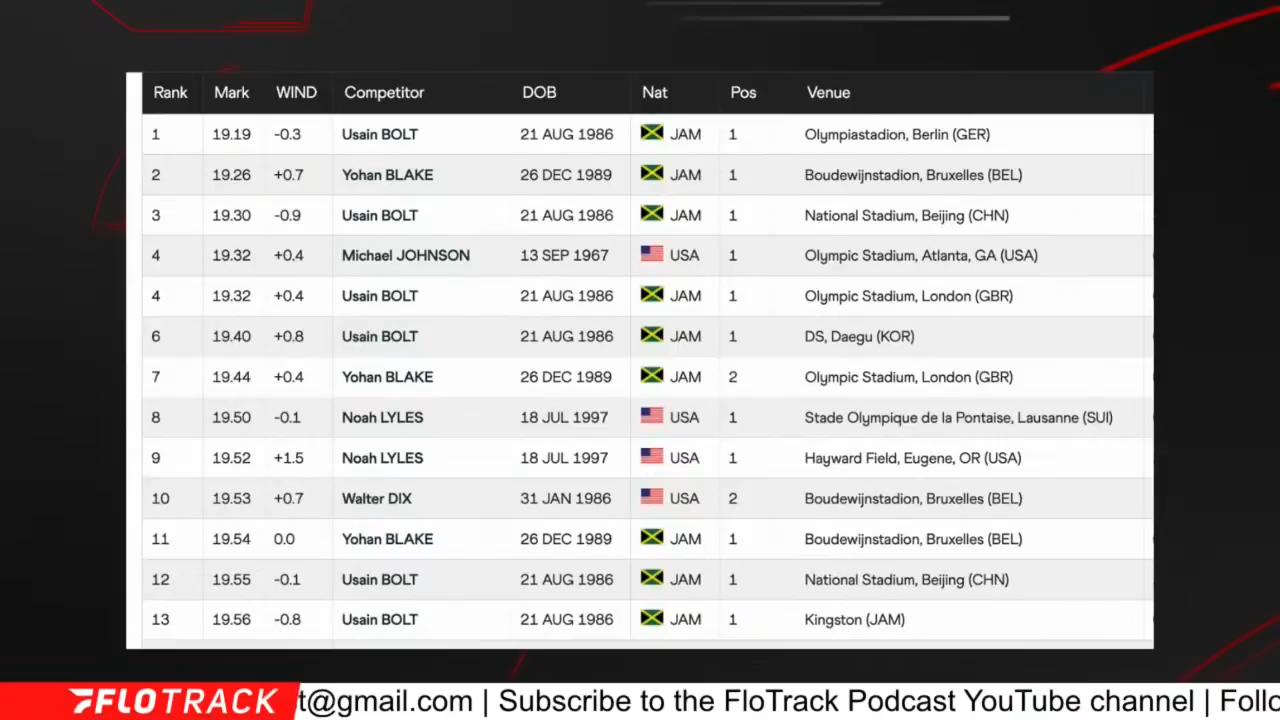 Rank Mark WIND Competitor DOB Nat Pos Venue
1 19.19 -0.3 Usain BOLT 21 AUG 1986 JAM 1 Olympiastadion, Berlin (GER)
2 19.26 +0.7 Yohan BLAKE 26 DEC 1989 JAM 1 Boudewijnstadion, Bruxelles (BEL)
3 19.30 -0.9 Usain BOLT 21 AUG 1986 JAM 1 National Stadium, Beijing (CHN)
4 19.32 +0.4 Michael JOHNSON 13 SEP 1967 USA 1 Olympic Stadium, Atlanta, GA (USA)
4 19.32 +0.4 Usain BOLT 21 AUG 1986 JAM 1 Olympic Stadium, London (GBR)
6 19.40 +0.8 Usain BOLT 21 AUG 1986 JAM 1 DS, Daegu (KOR)
7 19.44 +0.4 Yohan BLAKE 26 DEC 1989 JAM 2 Olympic Stadium, London (GBR)
8 19.50 -0.1 Noah LYLES 18 JUL 1997 USA 1 Stade Olympique de la Pontaise, Lausanne (SUI)
9 19.52 +1.5 Noah LYLES 18 JUL 1997 USA 1 Hayward Field, Eugene, OR (USA)
10 19.53 +0.7 Walter DIX 31 JAN 1986 USA 2 Boudewijnstadion, Bruxelles (BEL)
11 19.54 0.0 Yohan BLAKE 26 DEC 1989 JAM 1 Boudewijnstadion, Bruxelles (BEL)
12 19.55 -0.1 Usain BOLT 21 AUG 1986 JAM 1 National Stadium, Beijing (CHN)
13 19.56 -0.8 Usain BOLT 21 AUG 1986 JAM 1 Kingston (JAM)
FLOTRACK t@gmail.com | Subscribe to the FloTrack Podcast YouTube channel | Follo